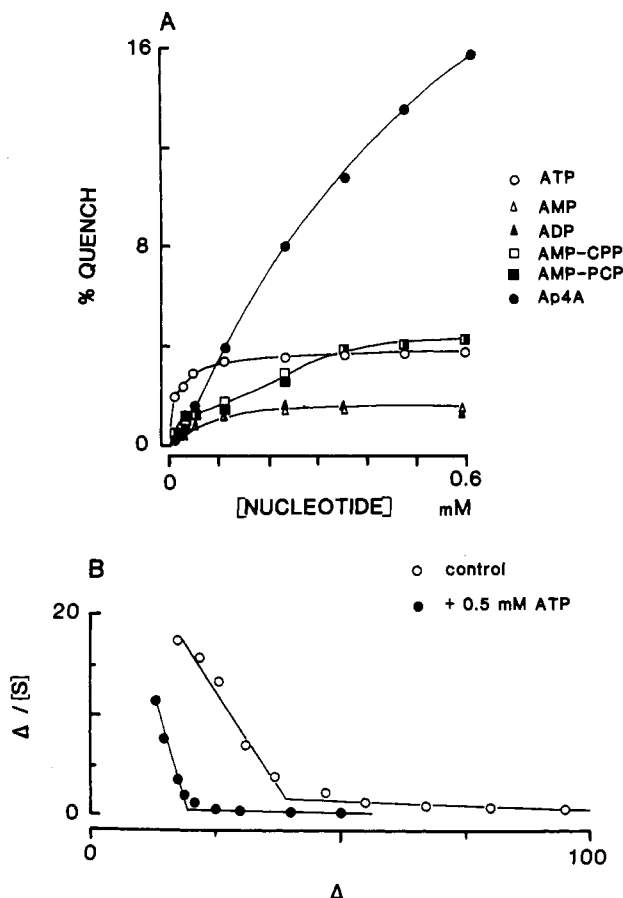 A
16
8
0
% QUENCH
ATP
AMP
ADP
AMP-CPP
AMP-PCP
Ap4A
0
0.6
[NUCLEOTIDE] mM
B
control
+ 0.5 mM ATP
20
0
Δ / [S]
0
100
Δ